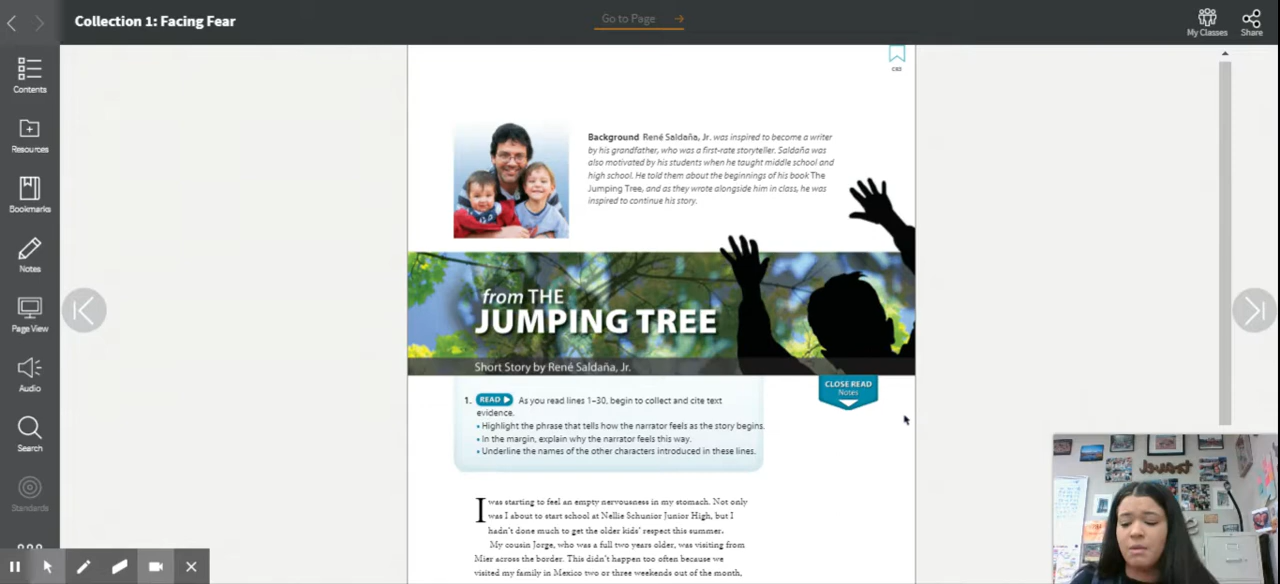 Collection 1: Facing Fear
Go to Page →
My Classes
Share
Contents
Resources
Bookmarks
Notes
Page View
Audio
Search
Standards
Background René Saldaña, Jr. was inspired to become a writer
by his grandfather, who was a first-rate storyteller. Saldaña was
also motivated by his students when he taught middle school and
high school. He told them about the beginnings of his book The
Jumping Tree, and as they wrote alongside him in class, he was
inspired to continue his story.
from THE
JUMPING TREE
Short Story by René Saldaña, Jr.
CLOSE READ
Notes
1. READ As you read lines 1–30, begin to collect and cite text
evidence.
• Highlight the phrase that tells how the narrator feels as the story begins.
• In the margin, explain why the narrator feels this way.
• Underline the names of the other characters introduced in these lines.
I was starting to feel an empty nervousness in my stomach. Not only
was I about to start school at Nellie Schunior Junior High, but I
hadn't done much to get the older kids' respect this summer.
My cousin Jorge, who was a full two years older, was visiting from
Mier across the border. This didn't happen too often because we
visited my family in Mexico two or three weekends out of the month,
travel